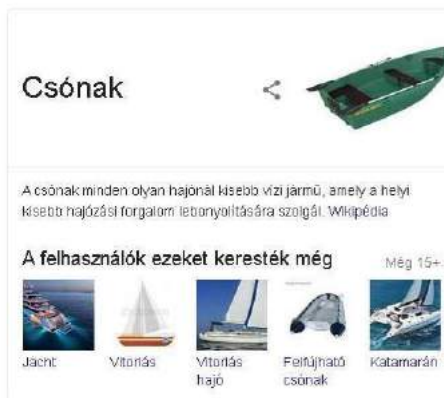 Csónak
A csónak minden olyan hajónál kisebb vízi jármű, amely a helyi
kisebb hajózási forgalom lebonyolítására szolgál. Wikipédia
A felhasználók ezeket keresték még
Még 15+
Jacht
Vitorlás
Vitorlás
hajó
Felfújható
csónak
Katamarán